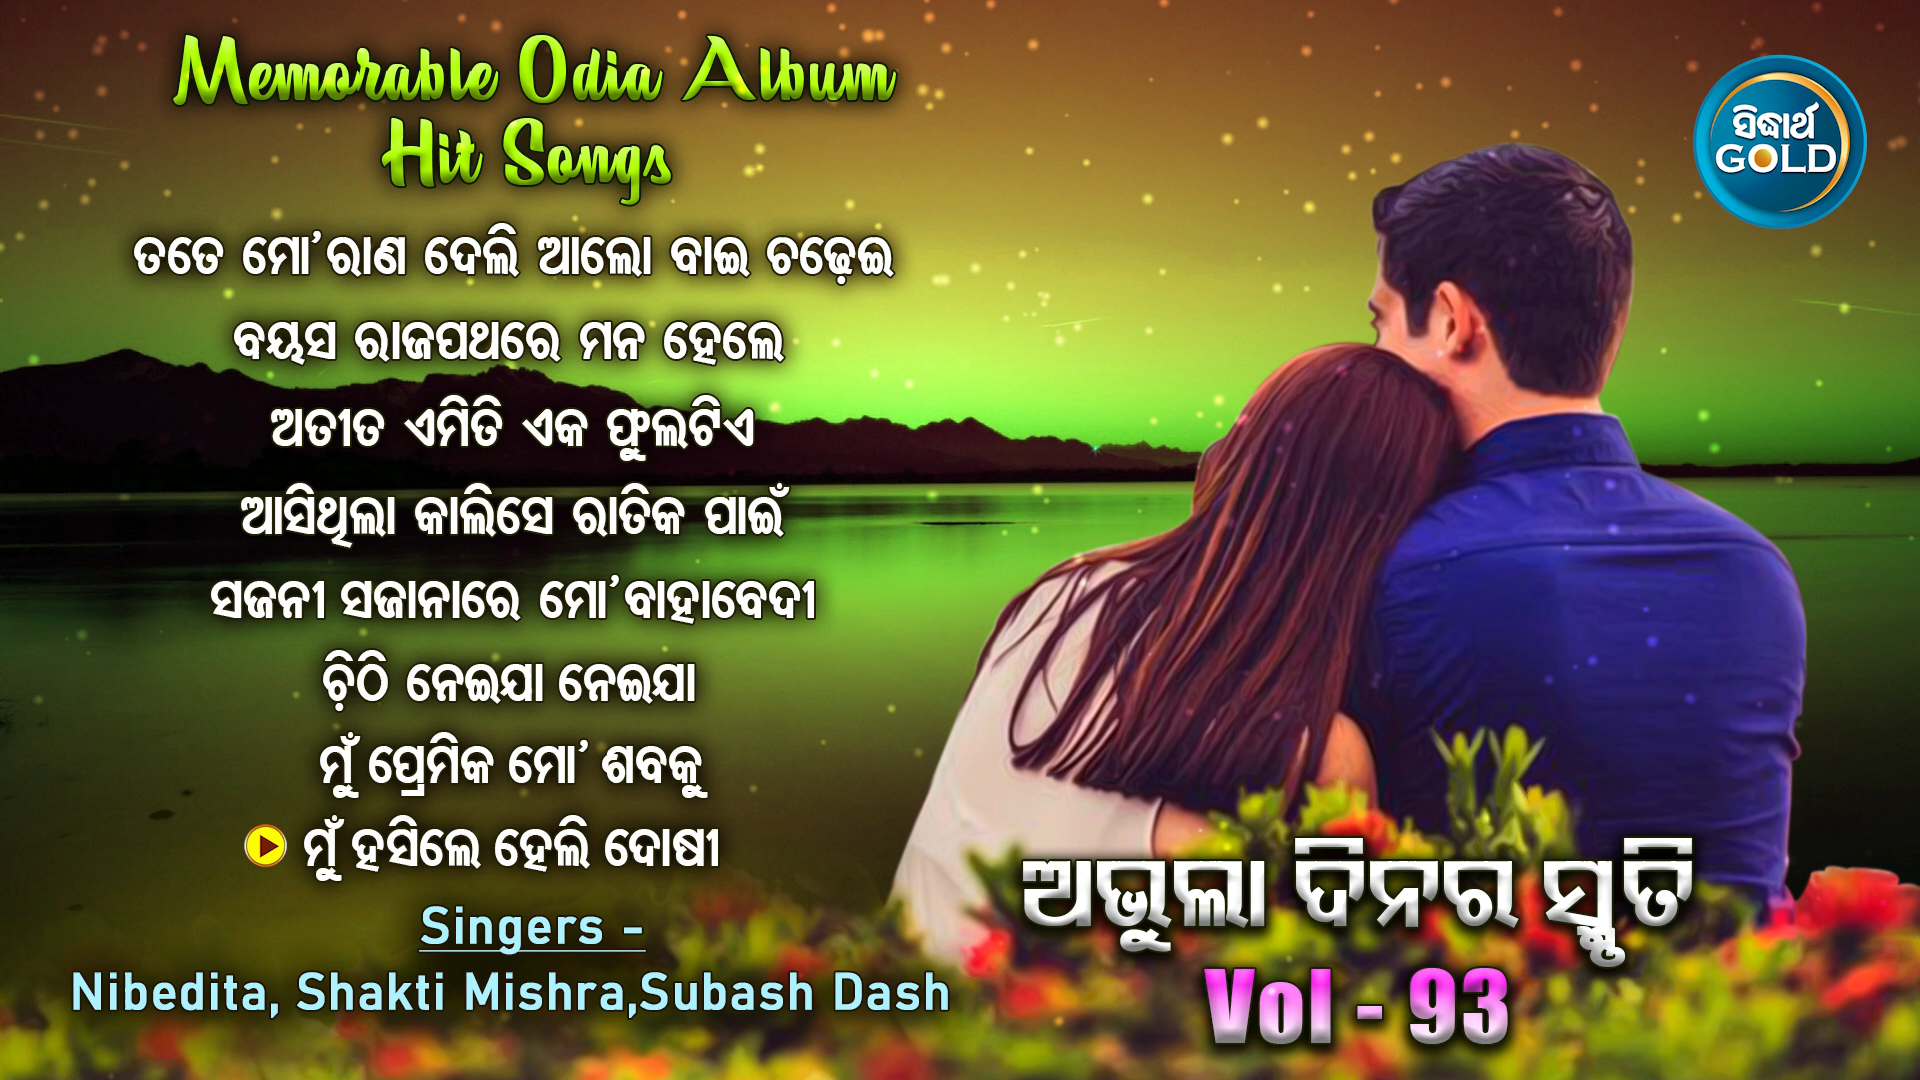 Memorable Odia Album
Hit Songs
ସିଦ୍ଧାର୍ଥ
GOLD
ତତେ ମୋ'ରାଣ ଦେଲି ଆଲୋ ବାଇ ଚଢ଼େଇ
ବୟସ ରାଜପଥରେ ମନ ହେଲେ
ଅତୀତ ଏମିତି ଏକ ଫୁଲଟିଏ
ଆସିଥିଲା କାଲିସେ ରାତିକ ପାଇଁ
ସଜନୀ ସଜାନାରେ ମୋ'ବାହାବେଦୀ
ଚ଼ିଠି ନେଇଯା ନେଇଯା
ମୁଁ ପ୍ରେମିକ ମୋ' ଶବକୁ
ମୁଁ ହସିଲେ ହେଲି ଦୋଷୀ
Singers -
Nibedita, Shakti Mishra,Subash Dash
ଅଭୁଲା ଦିନର ସ୍ମୃତି
Vol - 93